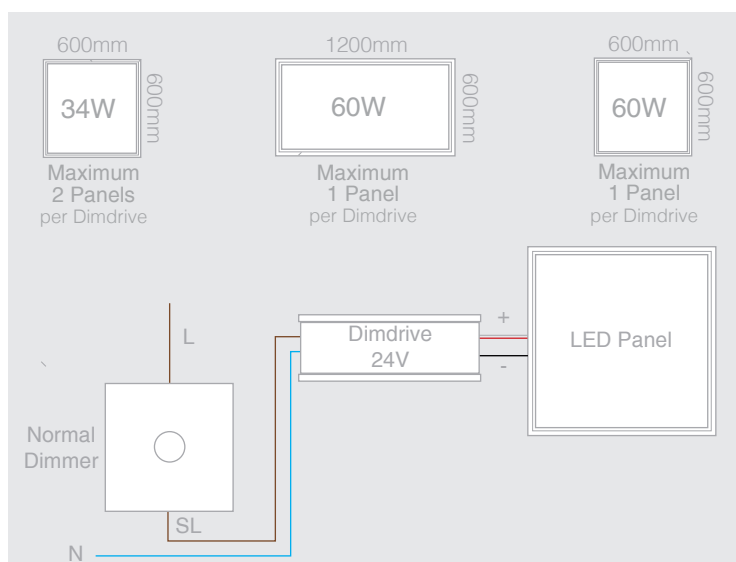 600mm
34W
600mm
Maximum
2 Panels
per Dimdrive
1200mm
60W
600mm
Maximum
1 Panel
per Dimdrive
600mm
60W
600mm
Maximum
1 Panel
per Dimdrive
L
Normal
Dimmer
SL
N
Dimdrive
24V
+
-
LED Panel